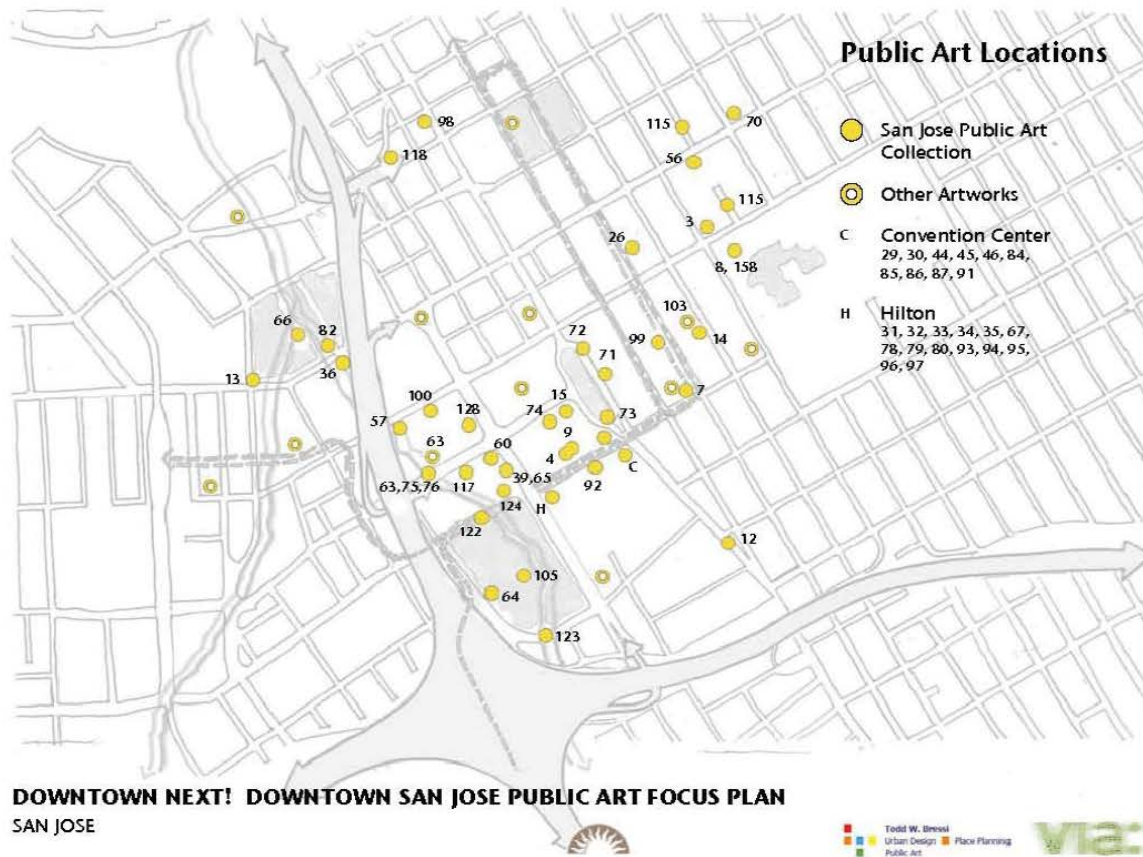 Public Art Locations
San Jose Public Art
Collection
Other Artworks
C Convention Center
29, 30, 44, 45, 46, 84,
85, 86, 87, 91
H Hilton
31, 32, 33, 34, 35, 67,
78, 79, 80, 93, 94, 95,
96, 97
98
118
115
70
56
115
3
26
8, 158
103
66
82
72
71
99
14
36
13
100
15
7
128
74
73
57
63
60
9
4
C
63,75,76
117
39,65
92
124
H
122
12
105
64
123
DOWNTOWN NEXT! DOWNTOWN SAN JOSE PUBLIC ART FOCUS PLAN
SAN JOSE
Todd W. Bressi
Urban Design Place Planning
Public Art
via: